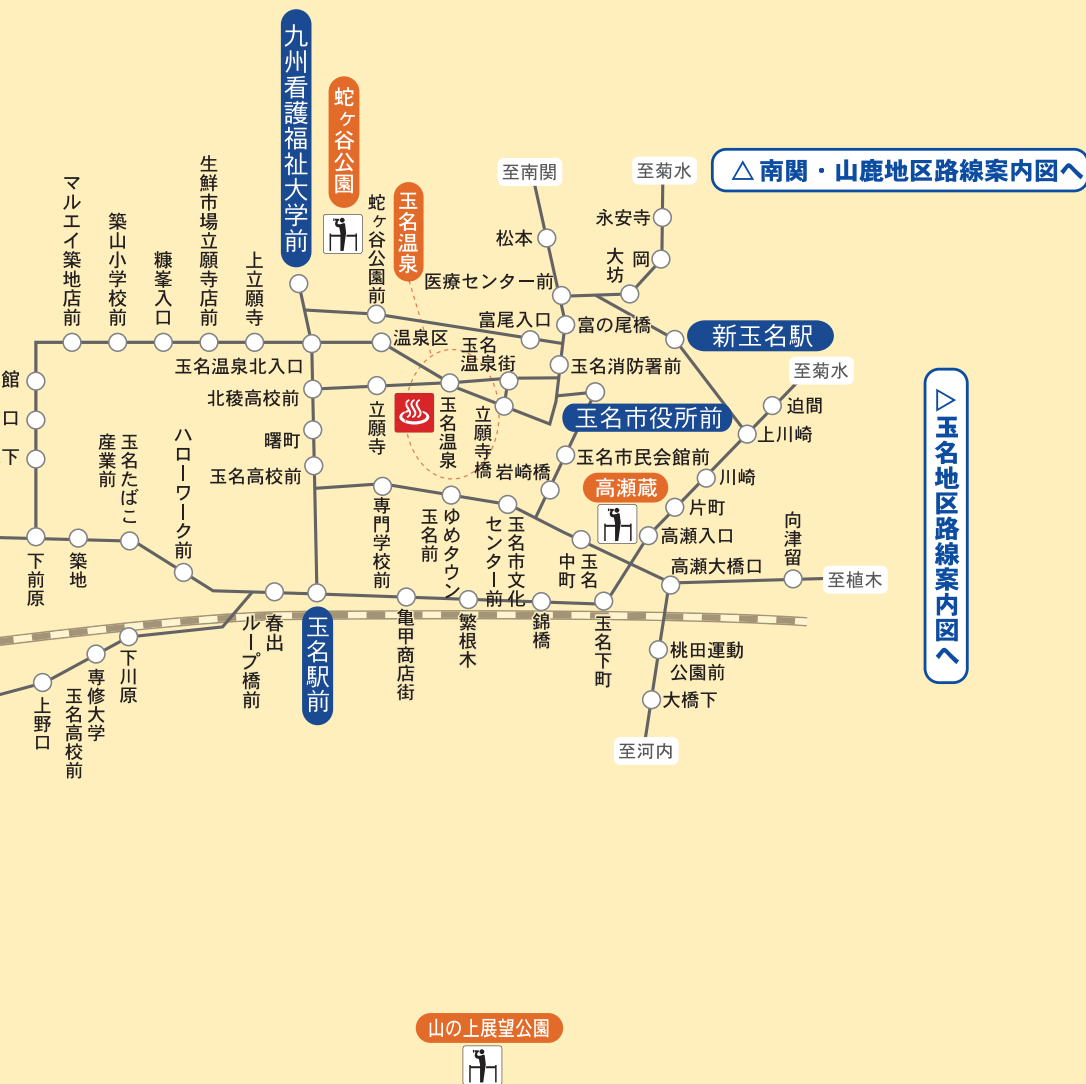 九州看護福祉大学前
蛇ヶ谷公園
玉名温泉
至南関
至菊水
△ 南関・山鹿地区路線案内図へ
マルエイ築地店前
築山小学校前
糠峯入口
生鮮市場立願寺店前
上立願寺
蛇ヶ谷公園前
松本
永安寺
大坊
岡
医療センター前
富尾入口
富の尾橋
新玉名駅
温泉区
玉名
温泉街
玉名温泉北入口
玉名消防署前
至菊水
館
北稜高校前
立願寺
玉名温泉
立願寺橋
玉名市役所前
迫間
▷玉名地区路線案内図へ
口
曙町
上川崎
下
産業前
玉名たばこ
ハローワーク前
玉名高校前
岩崎橋
玉名市民会館前
高瀬蔵
川崎
片町
専門学校前
ゆめタウン
玉名前
玉名市文化
センター前
玉名
中町
高瀬入口
高瀬大橋口
向津留
至植木
下前原
築地
春出
ループ橋前
玉名駅前
亀甲商店街
繁根木
錦橋
玉名下町
下川原
専修大学
玉名高校前
上野口
桃田運動
公園前
大橋下
至河内
山の上展望公園